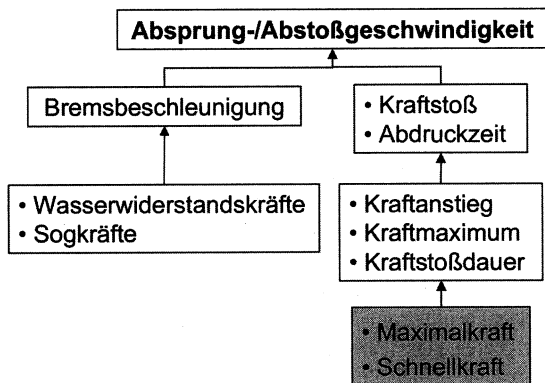 Absprung-/Abstoßgeschwindigkeit
Bremsbeschleunigung
• Kraftstoß
• Abdruckzeit
• Wasserwiderstandskräfte
• Sogkräfte
• Kraftanstieg
• Kraftmaximum
• Kraftstoßdauer
• Maximalkraft
• Schnellkraft